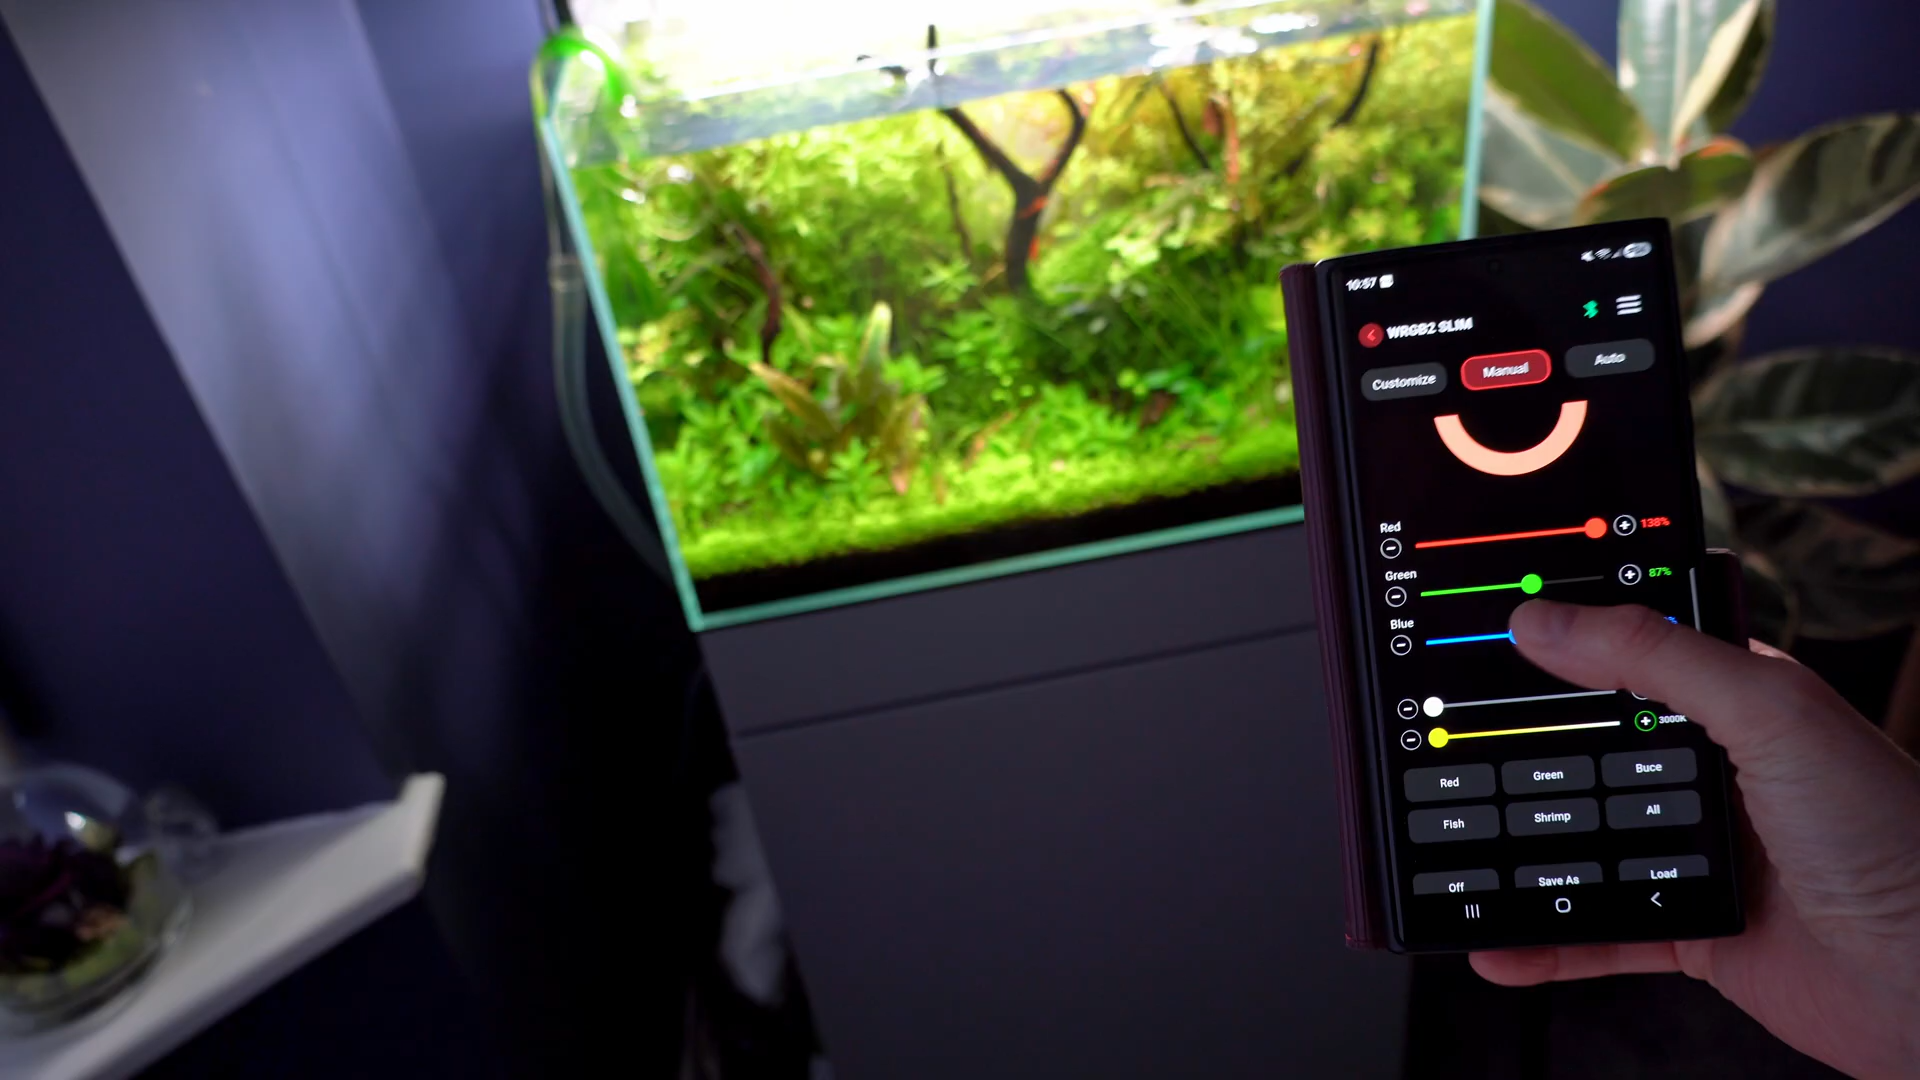 10:57
WRGB2 SLIM
Customize Manual Auto
Red
138%
Green
87%
Blue
%
3000K
Red Green Buce
Fish Shrimp All
Off Save As Load